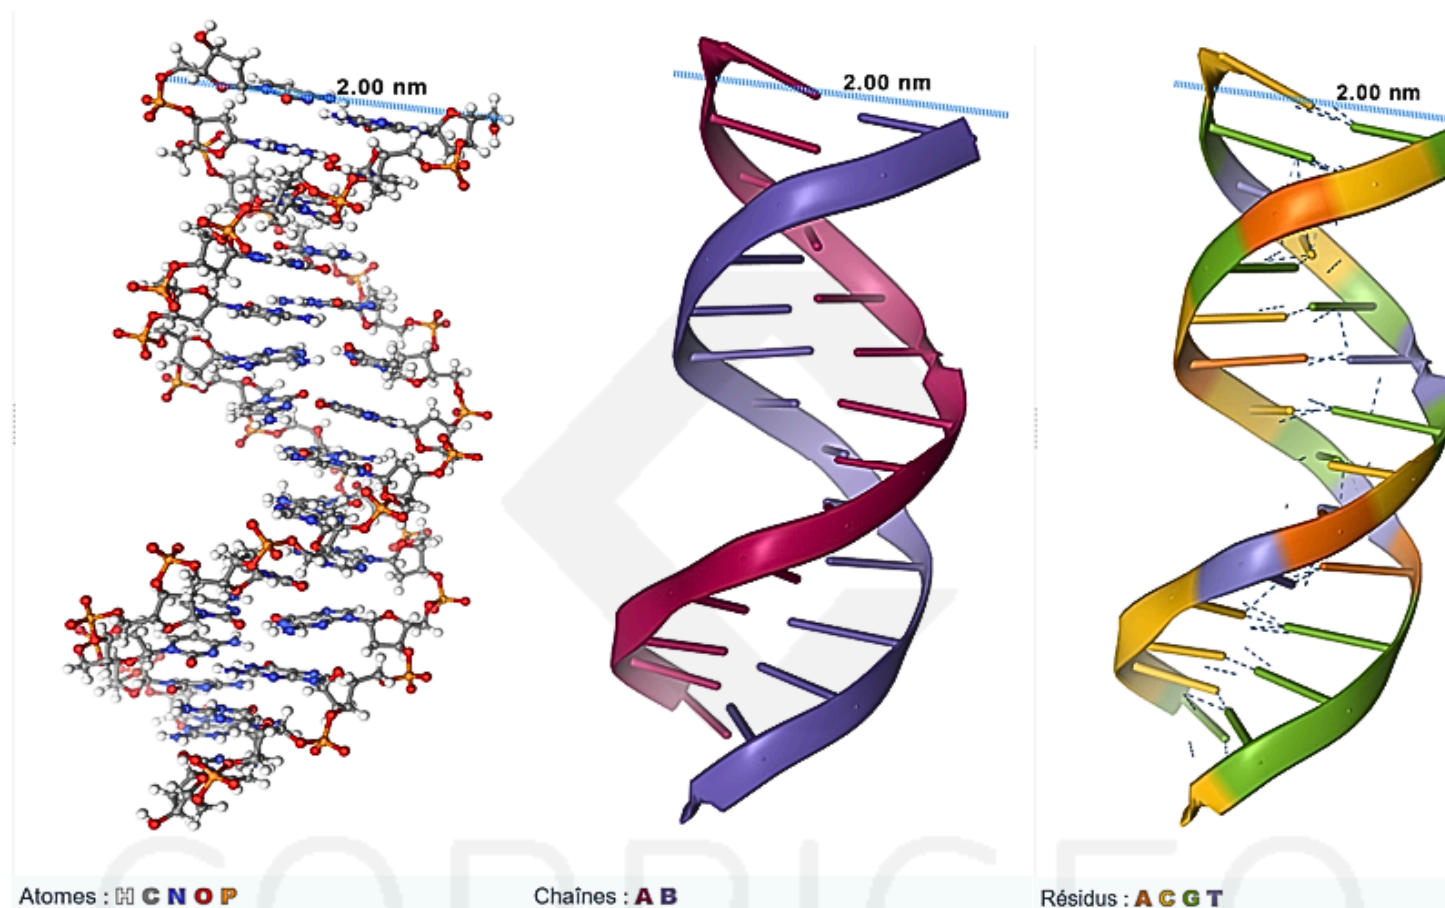 2.00 nm
2.00 nm
2.00 nm
Atomes : H C N O P
Chaînes : A B
Résidus : A C G T